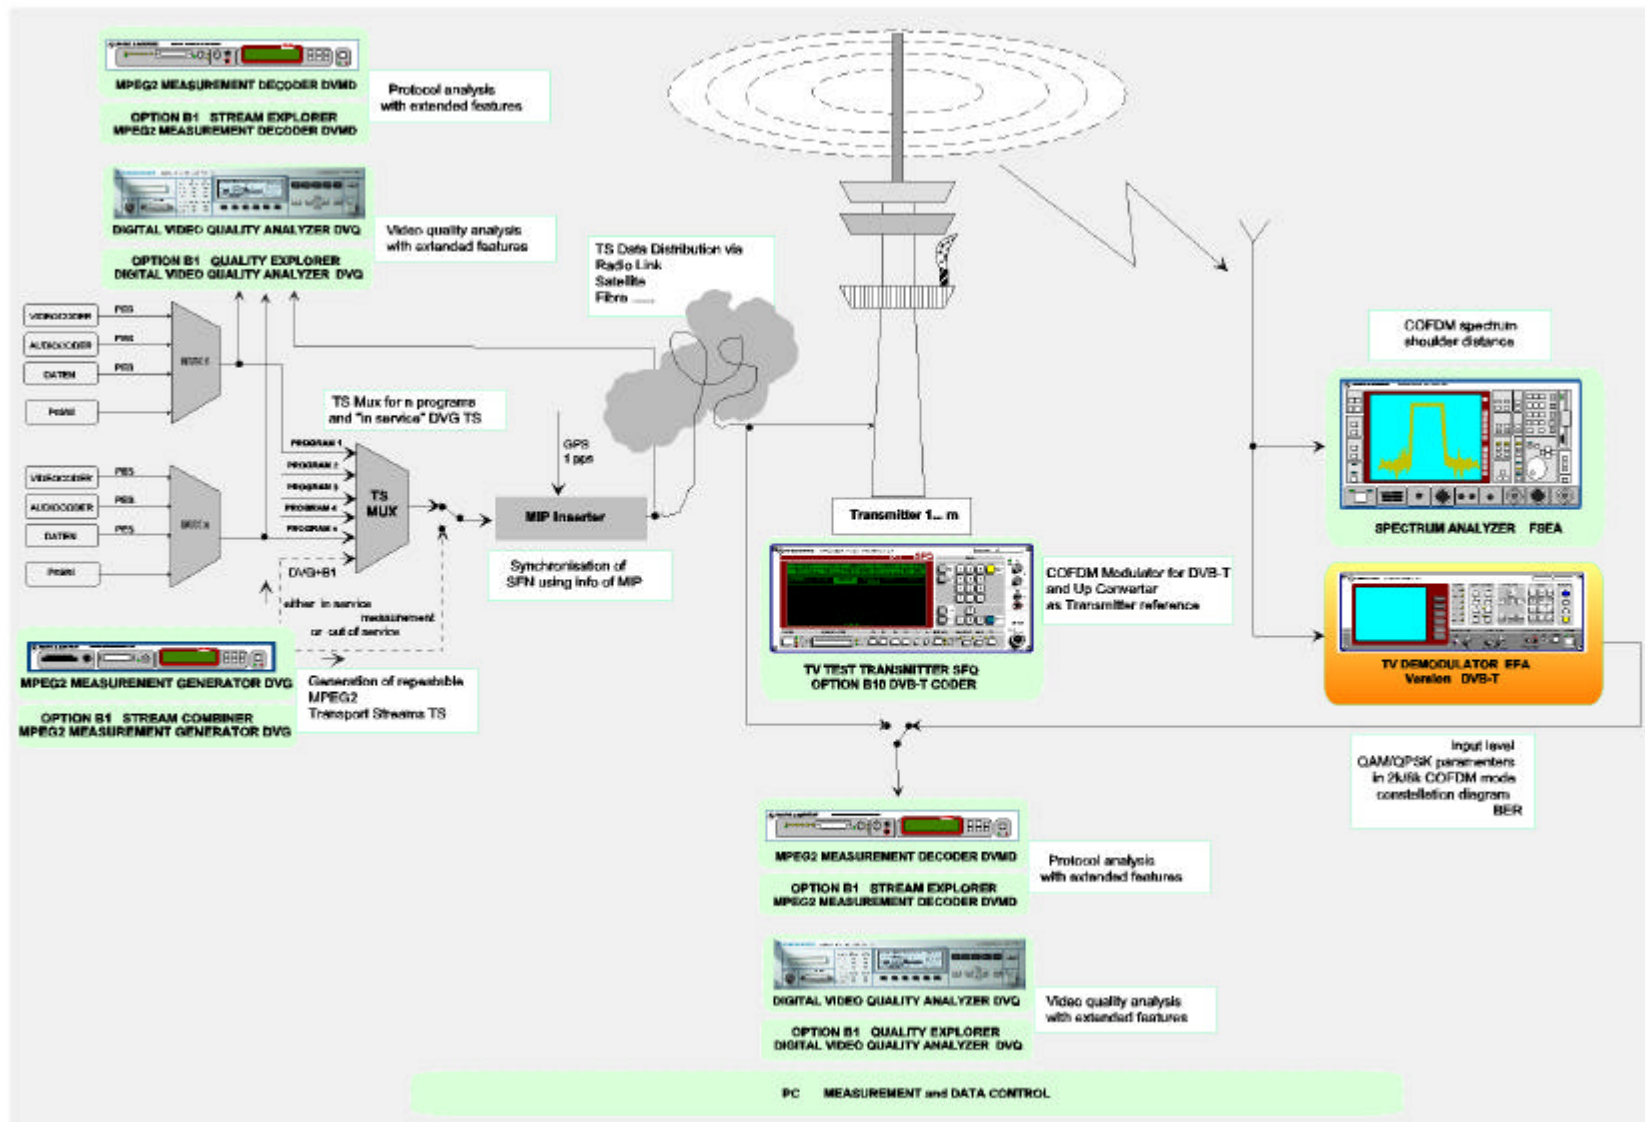 MPEG2 MEASUREMENT DECODER DVMD
OPTION B1 STREAM EXPLORER
MPEG2 MEASUREMENT DECODER DVMD
Protocol analysis
with extended features
DIGITAL VIDEO QUALITY ANALYZER DVQ
OPTION B1 QUALITY EXPLORER
DIGITAL VIDEO QUALITY ANALYZER DVQ
Video quality analysis
with extended features
TS Data Distribution via
Radio Link
Satellite
Fibre ......
VIDEOCODER
PES
AUDIOCODER
PES
DATEN
PES
MUX 1
VIDEOCODER
PES
AUDIOCODER
PES
DATEN
PES
TS Mux for n programs
and "in service" DVG TS
PROGRAM 1
PROGRAM 2
PROGRAM 3
PROGRAM 4
PROGRAM n
DVG+B1
TS
MUX
GPS
1 pps
MIP Inserter
Synchronisation of
SFN using info of MIP
either in service
measurement
or out of service
MPEG2 MEASUREMENT GENERATOR DVG
OPTION B1 STREAM COMBINER
MPEG2 MEASUREMENT GENERATOR DVG
Generation of repeatable
MPEG2
Transport Streams TS
Transmitter 1... m
SFQ
TV TEST TRANSMITTER SFQ
OPTION B10 DVB-T CODER
COFDM Modulator for DVB-T
and Up Converter
as Transmitter reference
COFDM spectrum
shoulder distance
SPECTRUM ANALYZER FSEA
TV DEMODULATOR EFA
Version DVB-T
Input level
QAM/QPSK paramenters
in 2k/8k COFDM mode
constellation diagram
BER
MPEG2 MEASUREMENT DECODER DVMD
OPTION B1 STREAM EXPLORER
MPEG2 MEASUREMENT DECODER DVMD
Protocol analysis
with extended features
DIGITAL VIDEO QUALITY ANALYZER DVQ
OPTION B1 QUALITY EXPLORER
DIGITAL VIDEO QUALITY ANALYZER DVQ
Video quality analysis
with extended features
PC MEASUREMENT and DATA CONTROL